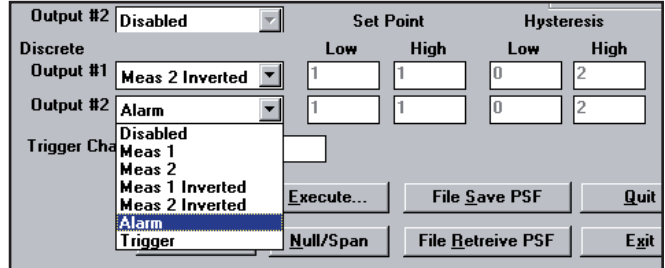 Output #2 Disabled Set Point Hysteresis
Discrete Low High Low High
Output #1 Meas 2 Inverted 1 1 0 2
Output #2 Alarm 1 1 0 2
Disabled
Trigger Cha
Meas 1
Meas 2
Meas 1 Inverted
Meas 2 Inverted
Alarm
Trigger
Execute... File Save PSF Quit
Null/Span File Retreive PSF Exit